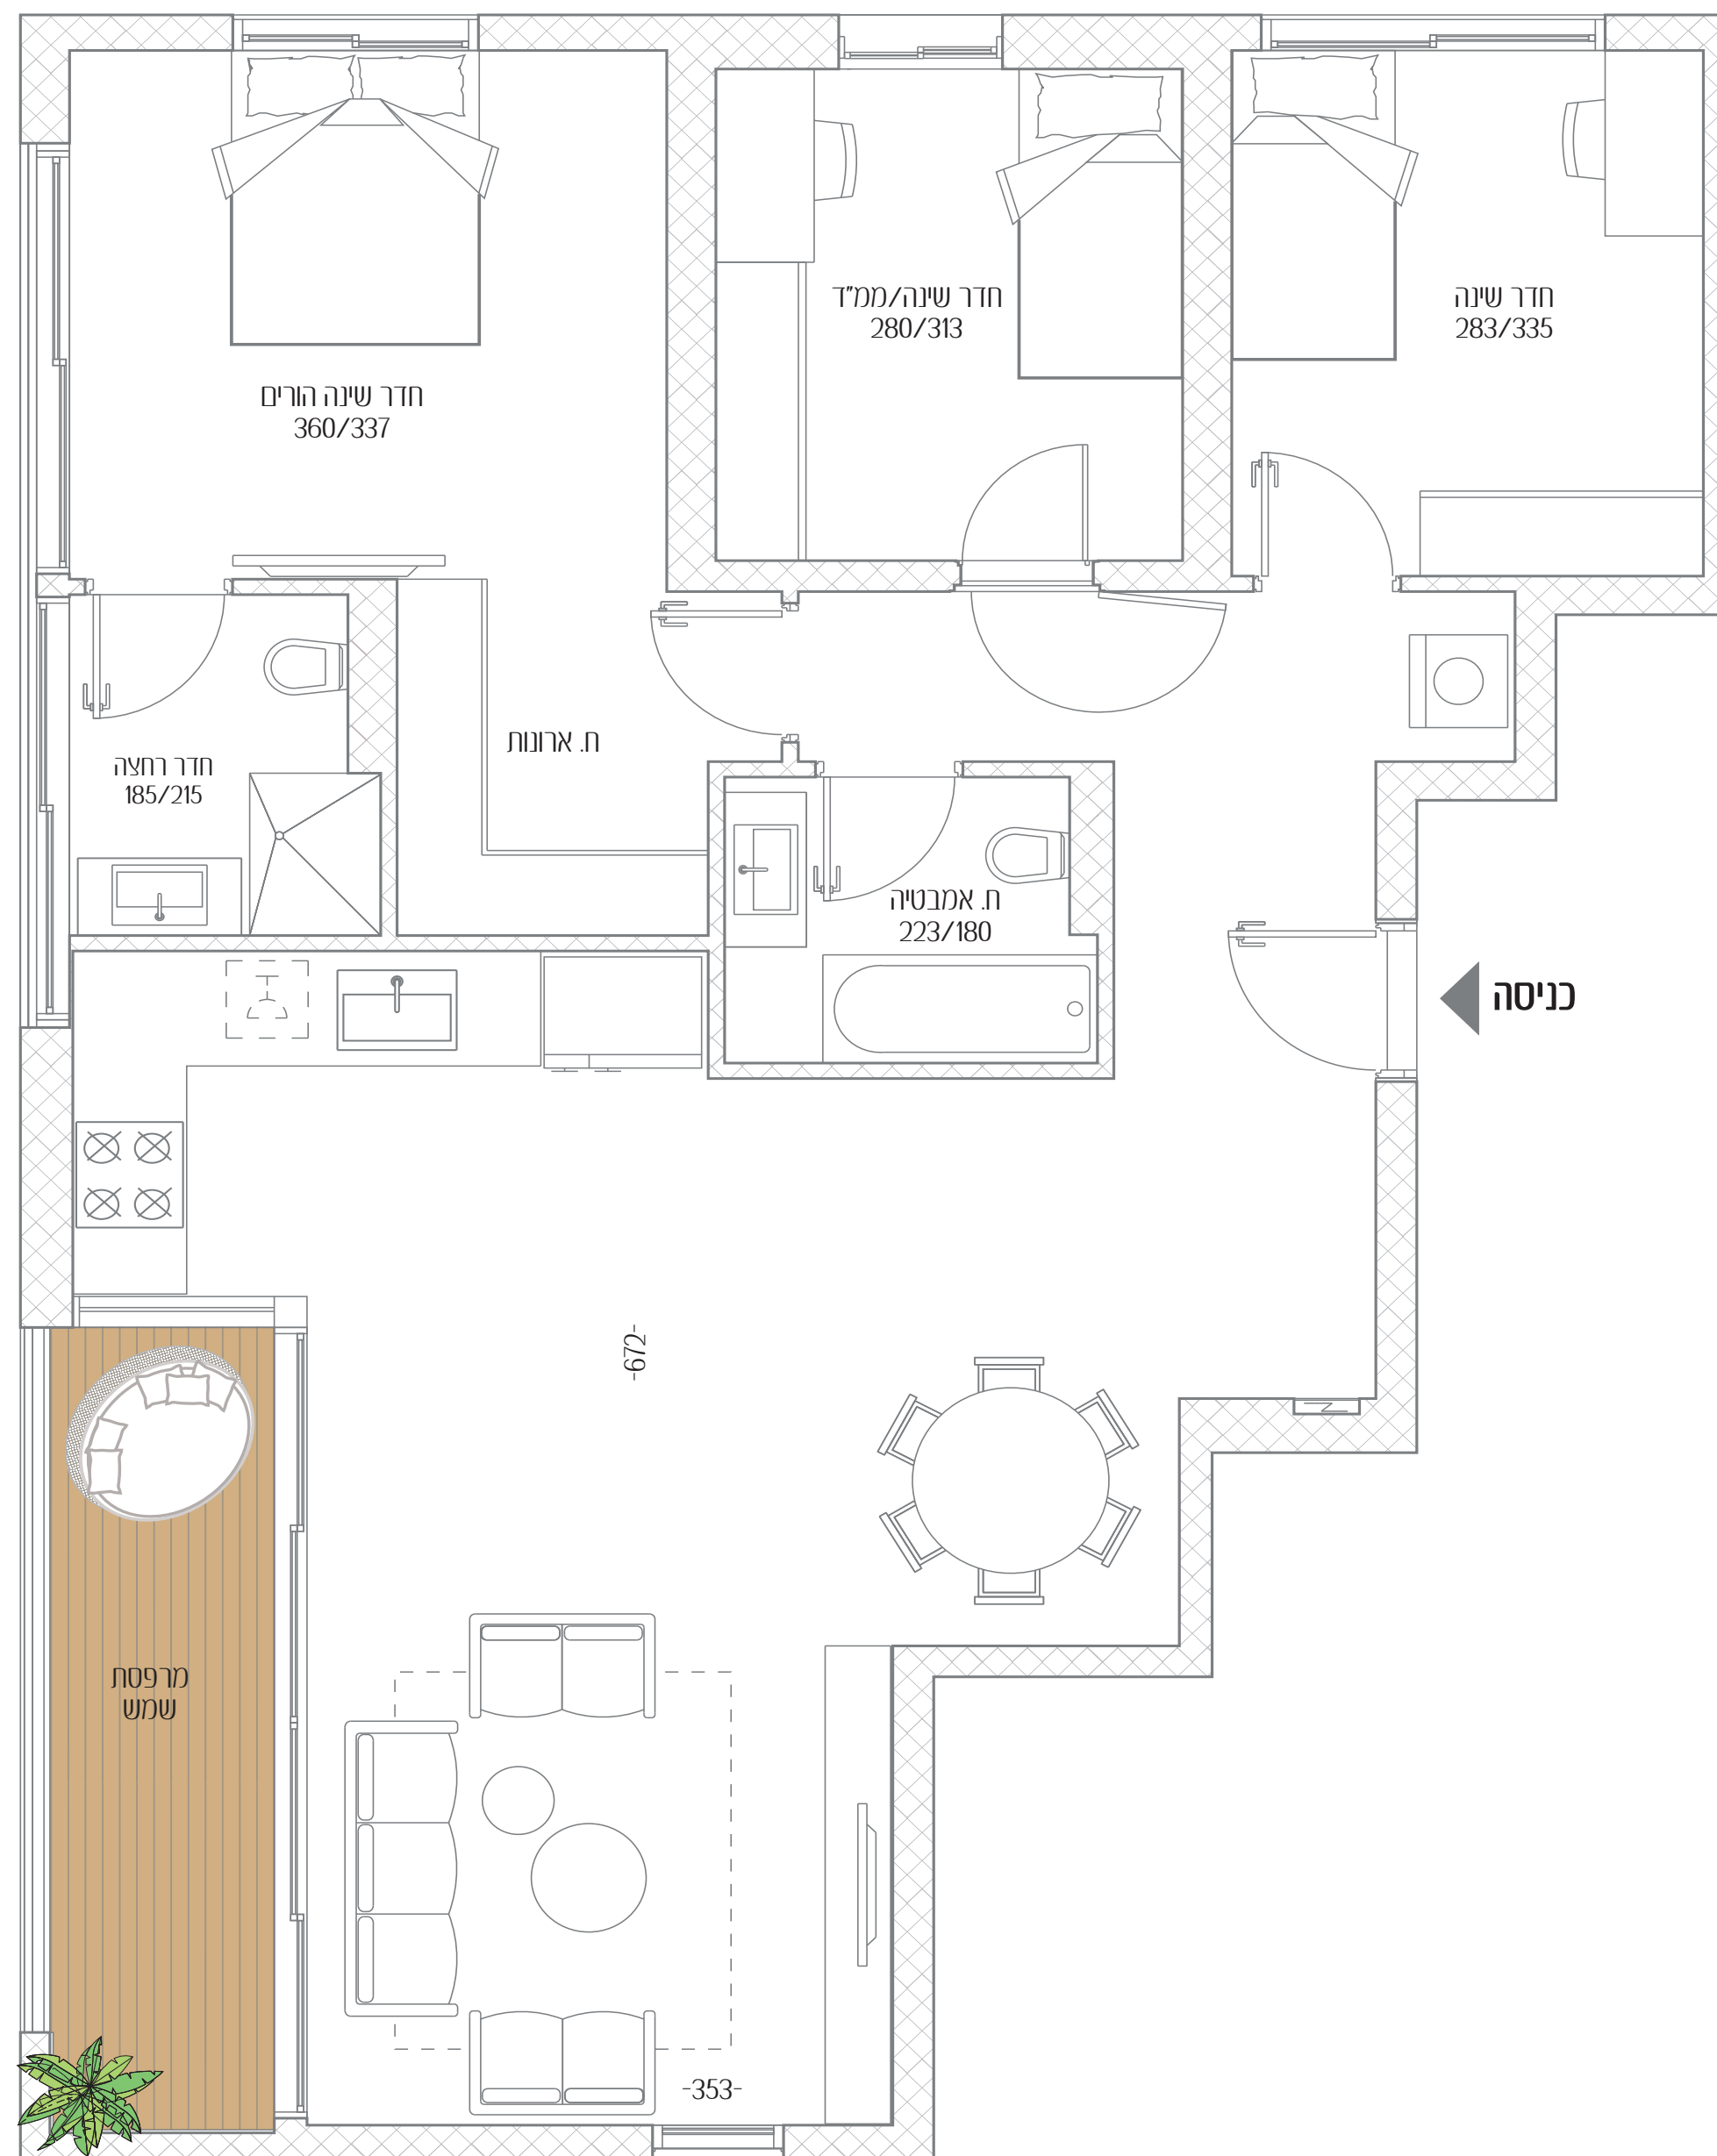 חדר שינה
283/335
חדר שינה/ממ"ד
280/313
חדר שינה הורים
360/337
ח. ארונות
חדר רחצה
185/215
ח. אמבטיה
223/180
כניסה
-672-
מרפסת
שמש
-353-